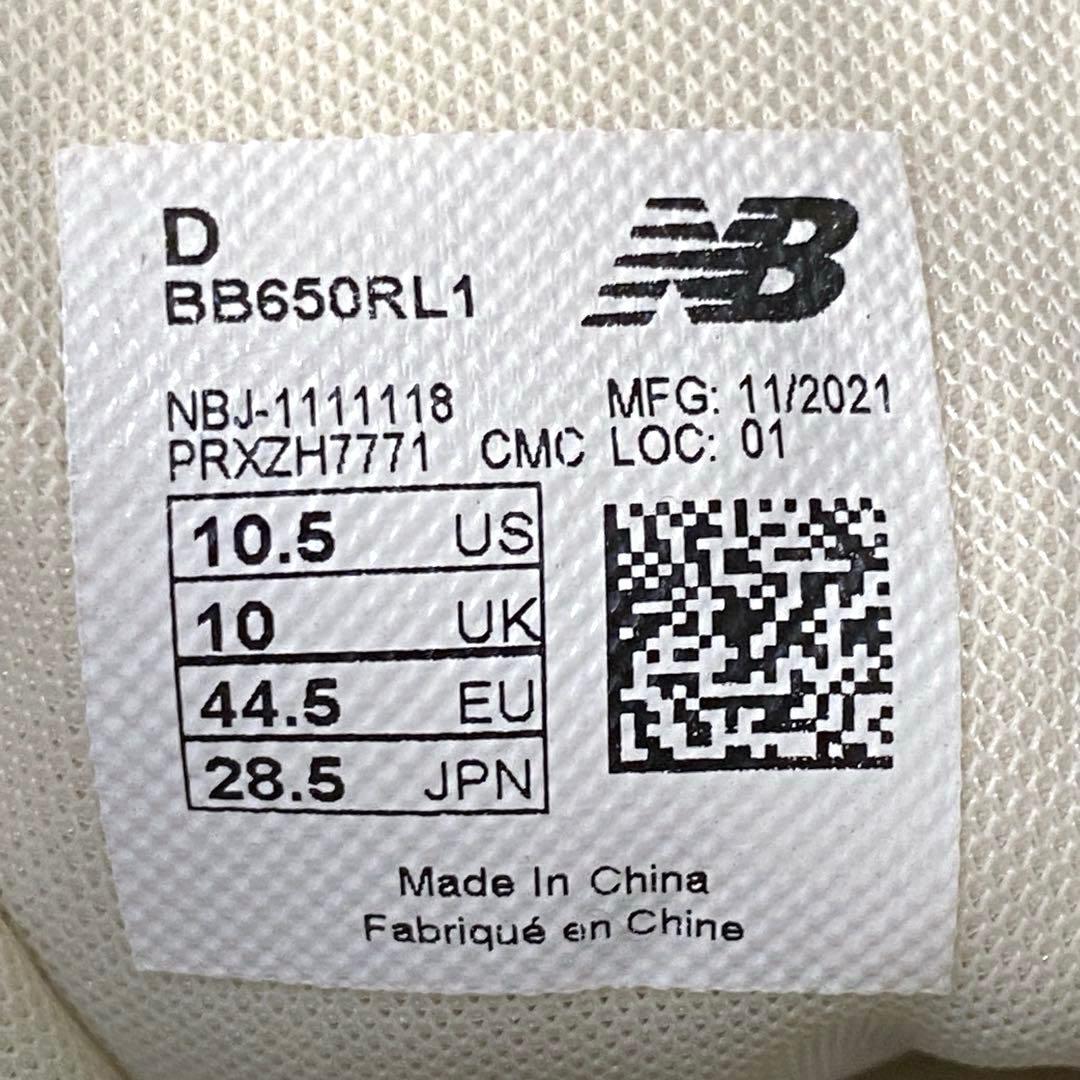 D
NB
BB650RL1
NBJ-1111118 MFG: 11/2021
PRXZH7771 CMC LOC: 01
10.5 US
10 UK
44.5 EU
28.5 JPN
Made In China
Fabriqué en Chine